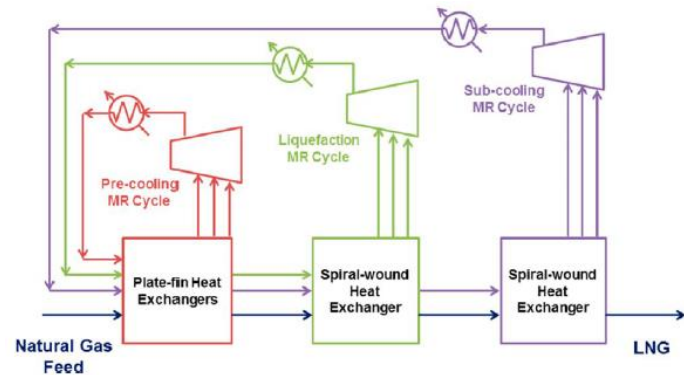 Sub-cooling
MR Cycle
Liquefaction
MR Cycle
Pre-cooling
MR Cycle
Plate-fin Heat
Exchangers
Spiral-wound
Heat
Exchanger
Spiral-wound
Heat
Exchanger
Natural Gas
Feed
LNG